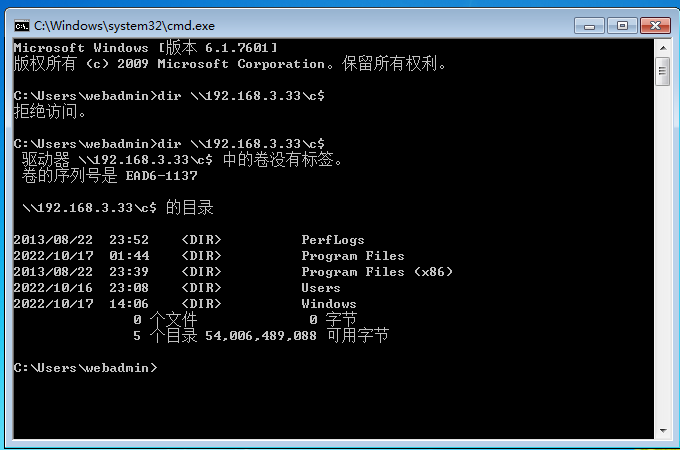 C:\Windows\system32\cmd.exe
Microsoft Windows [版本 6.1.7601]
版权所有 (c) 2009 Microsoft Corporation。保留所有权利。
C:\Users\webadmin>dir \\192.168.3.33\c$
拒绝访问。
C:\Users\webadmin>dir \\192.168.3.33\c$
驱动器 \\192.168.3.33\c$ 中的卷没有标签。
卷的序列号是 EAD6-1137
\\192.168.3.33\c$ 的目录
2013/08/22  23:52    <DIR>          PerfLogs
2022/10/17  01:44    <DIR>          Program Files
2013/08/22  23:39    <DIR>          Program Files (x86)
2022/10/16  23:08    <DIR>          Users
2022/10/17  14:06    <DIR>          Windows
0 个文件              0 字节
5 个目录 54,006,489,088 可用字节
C:\Users\webadmin>